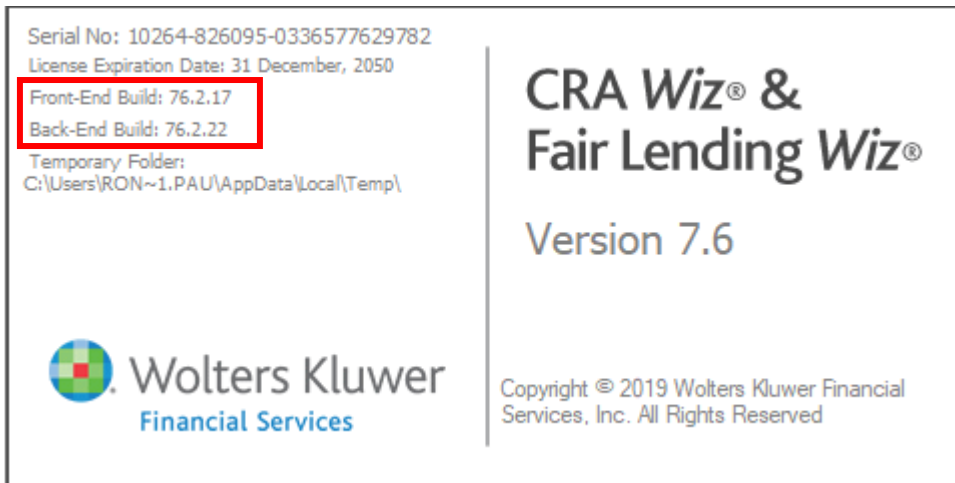 Serial No: 10264-826095-0336577629782
License Expiration Date: 31 December, 2050
Front-End Build: 76.2.17
Back-End Build: 76.2.22
Temporary Folder:
C:\Users\RON~1.PAU\AppData\Local\Temp\
CRA Wiz® &
Fair Lending Wiz®
Version 7.6
Wolters Kluwer
Financial Services
Copyright © 2019 Wolters Kluwer Financial
Services, Inc. All Rights Reserved